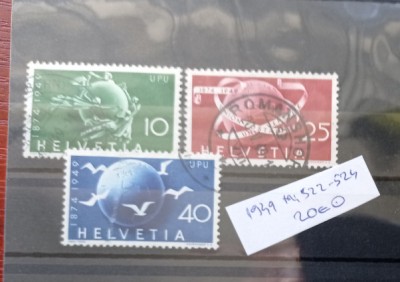 1874-1949
UPU
10
HELVETIA
1874-1949
25
HELVETIA
ROMANSHORN
1874-1949
UPU
40
HELVETIA
1949 Mi 522-524
20€ ⊙